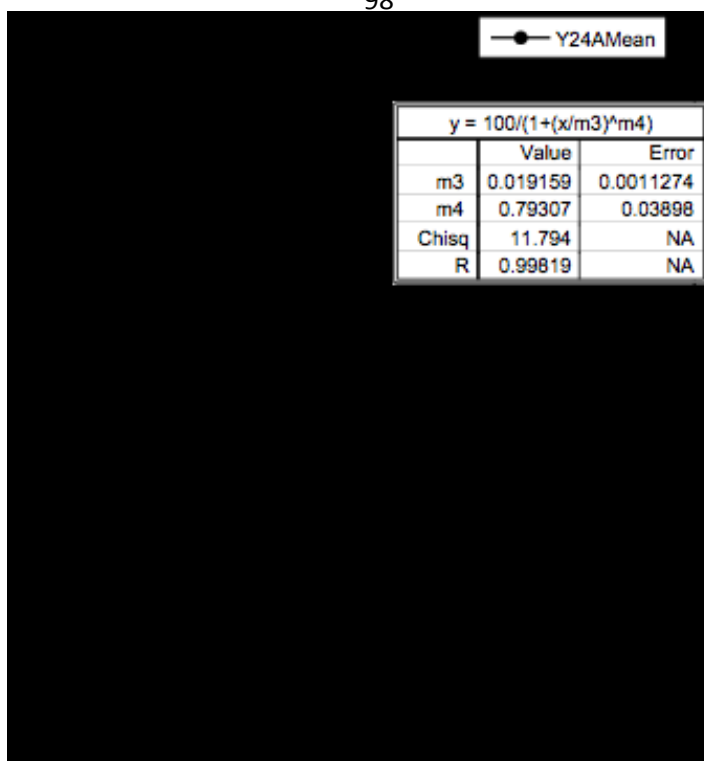 98
Y24AMean
y = 100/(1+(x/m3)^m4)
Value Error
m3 0.019159 0.0011274
m4 0.79307 0.03898
Chisq 11.794 NA
R 0.99819 NA